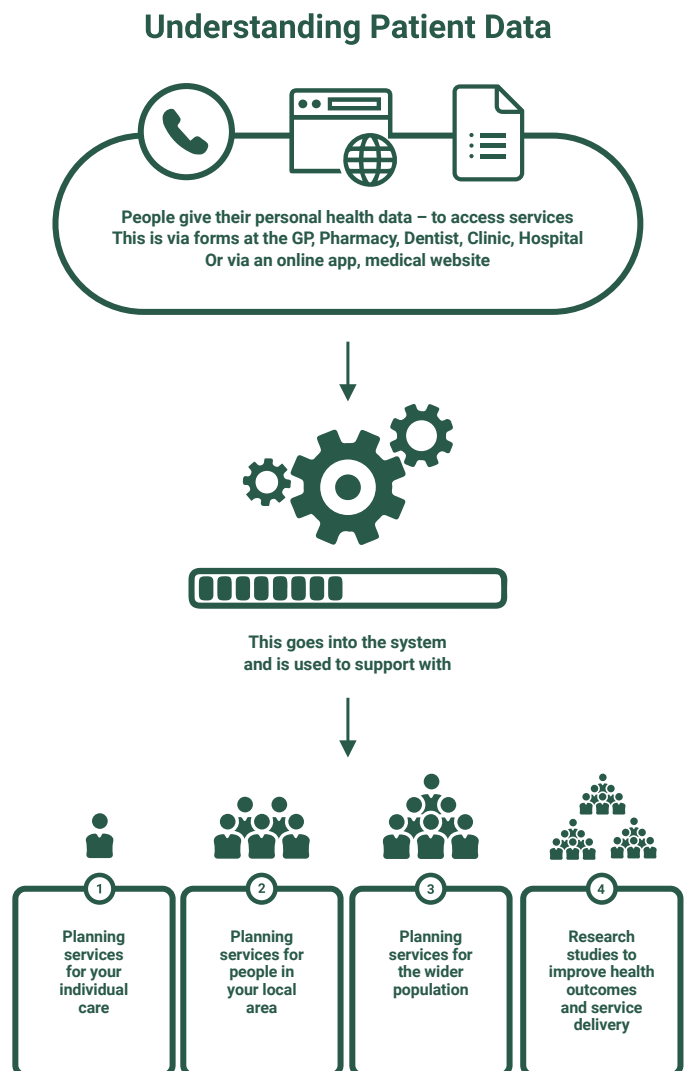 Understanding Patient Data
People give their personal health data – to access services
This is via forms at the GP, Pharmacy, Dentist, Clinic, Hospital
Or via an online app, medical website
This goes into the system
and is used to support with
1
Planning
services
for your
individual
care
2
Planning
services for
people in
your local
area
3
Planning
services for
the wider
population
4
Research
studies to
improve health
outcomes
and service
delivery